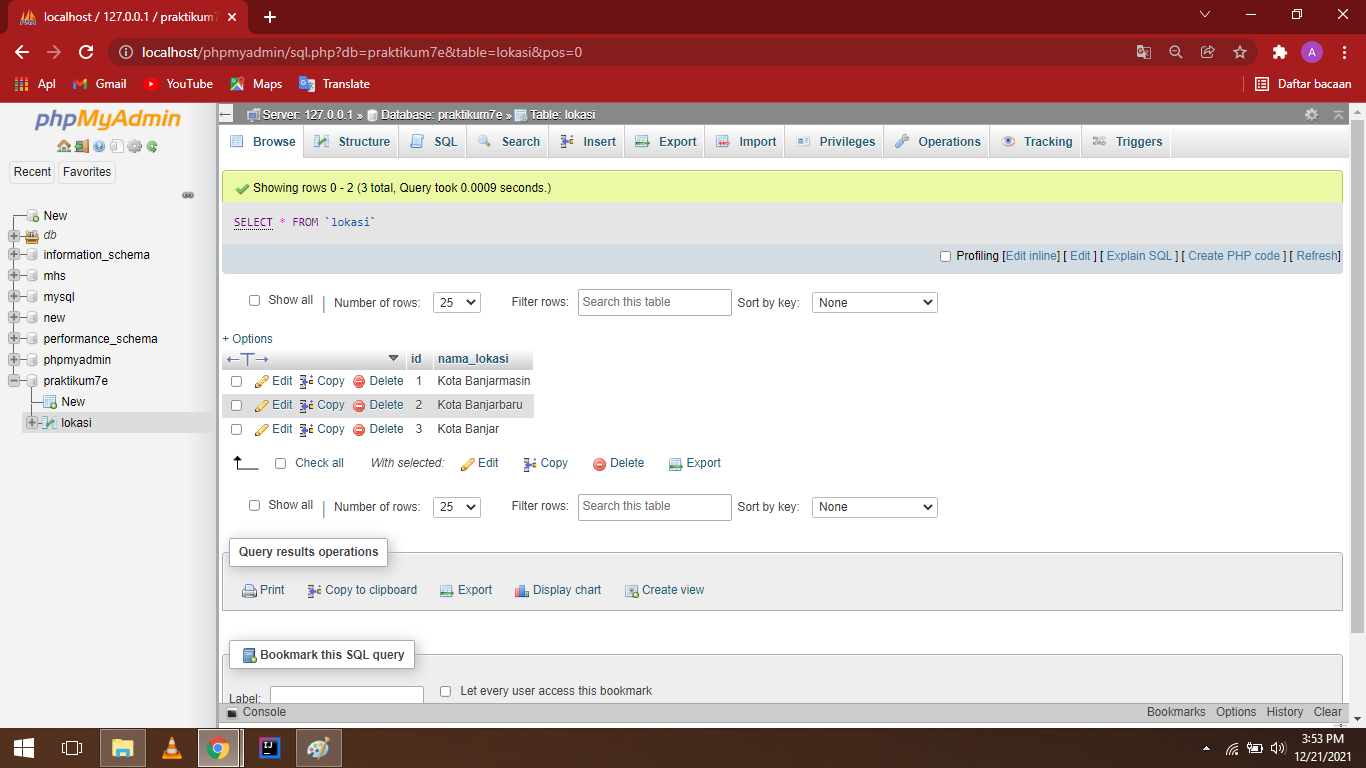 localhost / 127.0.0.1 / praktikum7
localhost/phpmyadmin/sql.php?db=praktikum7e&table=lokasi&pos=0
A
Apl Gmail YouTube Maps Translate Daftar bacaan
phpMyAdmin
Server: 127.0.0.1 » Database: praktikum7e » Table: lokasi
Browse Structure SQL Search Insert Export Import Privileges Operations Tracking Triggers
Recent Favorites
New
db
information_schema
mhs
mysql
new
performance_schema
phpmyadmin
praktikum7e
New
lokasi
Showing rows 0 - 2 (3 total, Query took 0.0009 seconds.)
SELECT * FROM `lokasi`
Profiling [Edit inline] [ Edit ] [ Explain SQL ] [ Create PHP code ] [ Refresh]
Show all | Number of rows: 25 Filter rows: Search this table Sort by key: None
+ Options
←T→ id nama_lokasi
Edit Copy Delete 1 Kota Banjarmasin
Edit Copy Delete 2 Kota Banjarbaru
Edit Copy Delete 3 Kota Banjar
Check all With selected: Edit Copy Delete Export
Show all | Number of rows: 25 Filter rows: Search this table Sort by key: None
Query results operations
Print Copy to clipboard Export Display chart Create view
Bookmark this SQL query
Label: Let every user access this bookmark
Console Bookmarks Options History Clear
IJ
3:53 PM
12/21/2021